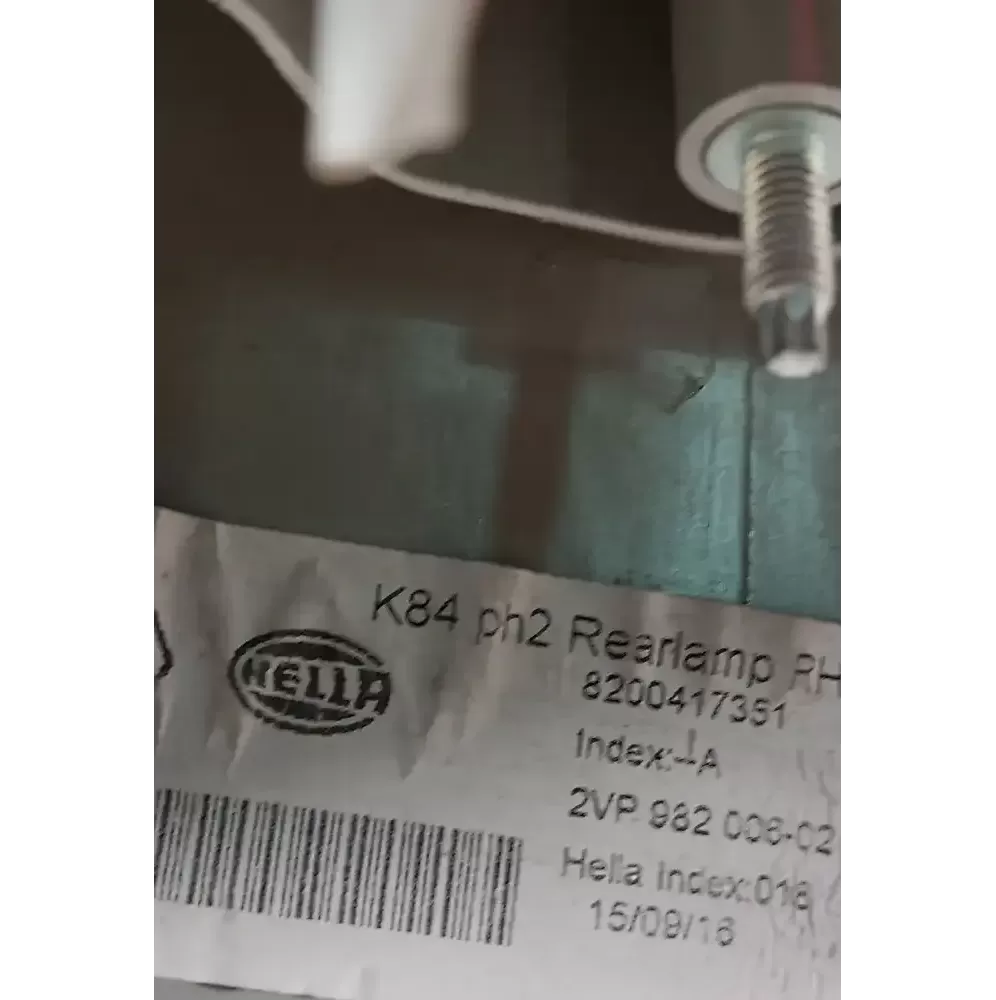 K84 ph2 Rearlamp RH
HELLA
8200417351
Index:-A
2VP 982 006-02
Hella Index:016
15/09/16